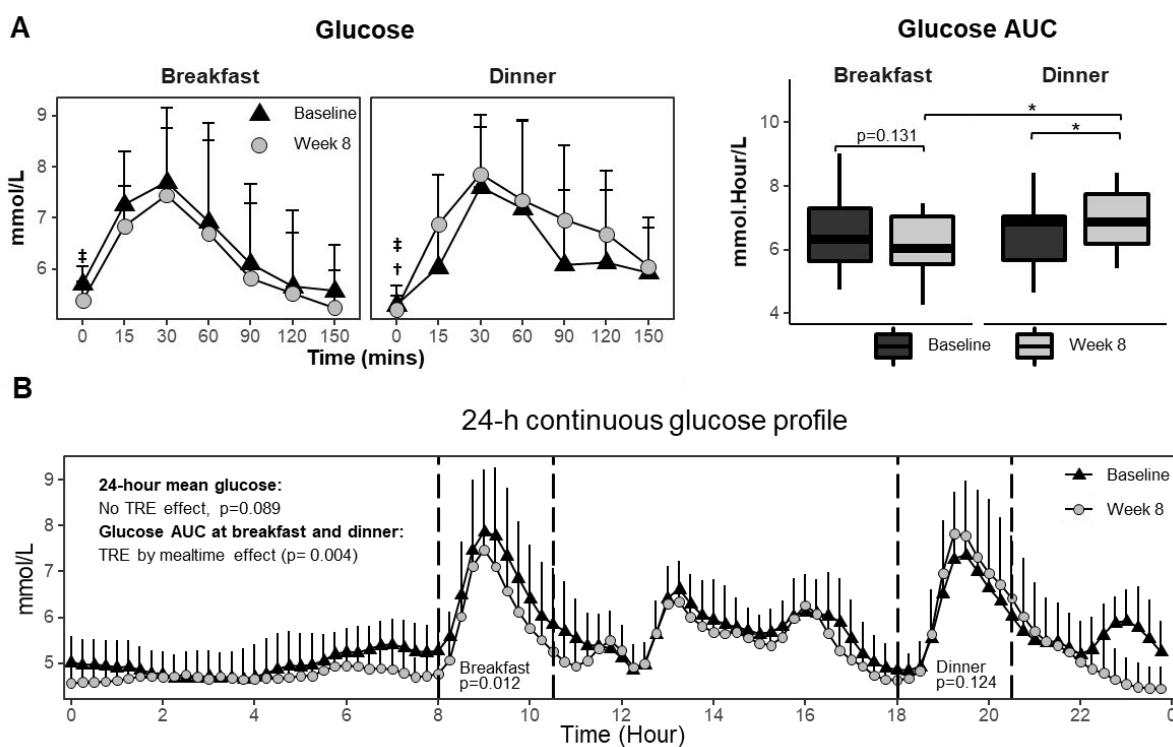 A
Glucose
Breakfast
Dinner
Baseline
Week 8
mmol/L
9
8
7
6
‡
‡
†
0 15 30 60 90 120 150
0 15 30 60 90 120 150
Time (mins)
Glucose AUC
Breakfast
Dinner
mmol.Hour/L
10
8
6
4
p=0.131
*
*
Baseline
Week 8
B
24-h continuous glucose profile
mmol/L
9
8
7
6
5
24-hour mean glucose:
No TRE effect, p=0.089
Glucose AUC at breakfast and dinner:
TRE by mealtime effect (p= 0.004)
Baseline
Week 8
Breakfast
p=0.012
Dinner
p=0.124
0 2 4 6 8 10 12 14 16 18 20 22 0
Time (Hour)